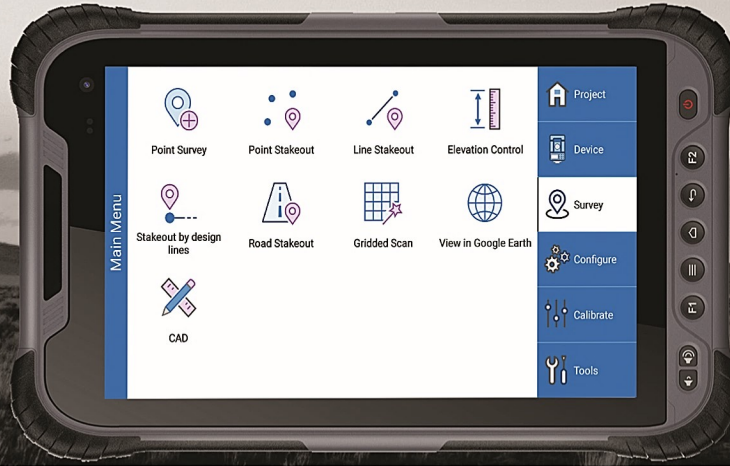 Main Menu
Point Survey
Point Stakeout
Line Stakeout
Elevation Control
Stakeout by design
lines
Road Stakeout
Gridded Scan
View in Google Earth
CAD
Project
Device
Survey
Configure
Calibrate
Tools
F2
F1